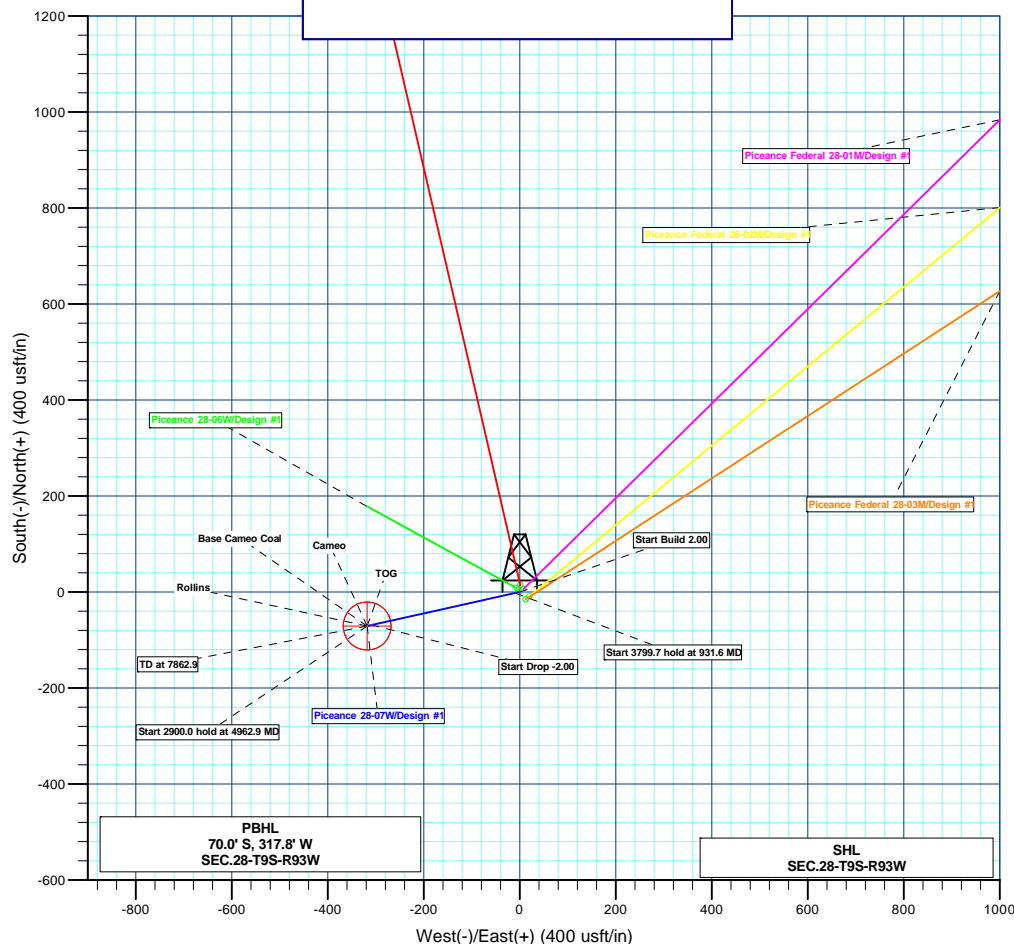 1200
1000
800
600
400
200
0
-200
-400
-600
South(-)/North(+) (400 usft/in)
Piceance Federal 28-01M/Design #1
Piceance Federal 28-02M/Design #1
Piceance Federal 28-03M/Design #1
Piceance 28-06W/Design #1
Base Cameo Coal
Cameo
TOG
Rollins
Start Build 2.00
Start 3799.7 hold at 931.6 MD
Start Drop -2.00
TD at 7862.9
Start 2900.0 hold at 4962.9 MD
Piceance 28-07W/Design #1
PBHL
70.0' S, 317.8' W
SEC.28-T9S-R93W
SHL
SEC.28-T9S-R93W
-800 -600 -400 -200 0 200 400 600 800 1000
West(-)/East(+) (400 usft/in)